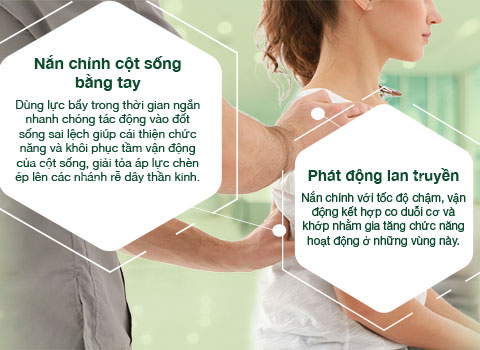 Nắn chỉnh cột sống
bằng tay
Dùng lực bẩy trong thời gian ngắn
nhanh chóng tác động vào đốt
sống sai lệch giúp cải thiện chức
năng và khôi phục tầm vận động
của cột sống, giải tỏa áp lực chèn
ép lên các nhánh rễ dây thần kinh.
Phát động lan truyền
Nắn chỉnh với tốc độ chậm, vận
động kết hợp co duỗi cơ và
khớp nhằm gia tăng chức năng
hoạt động ở những vùng này.